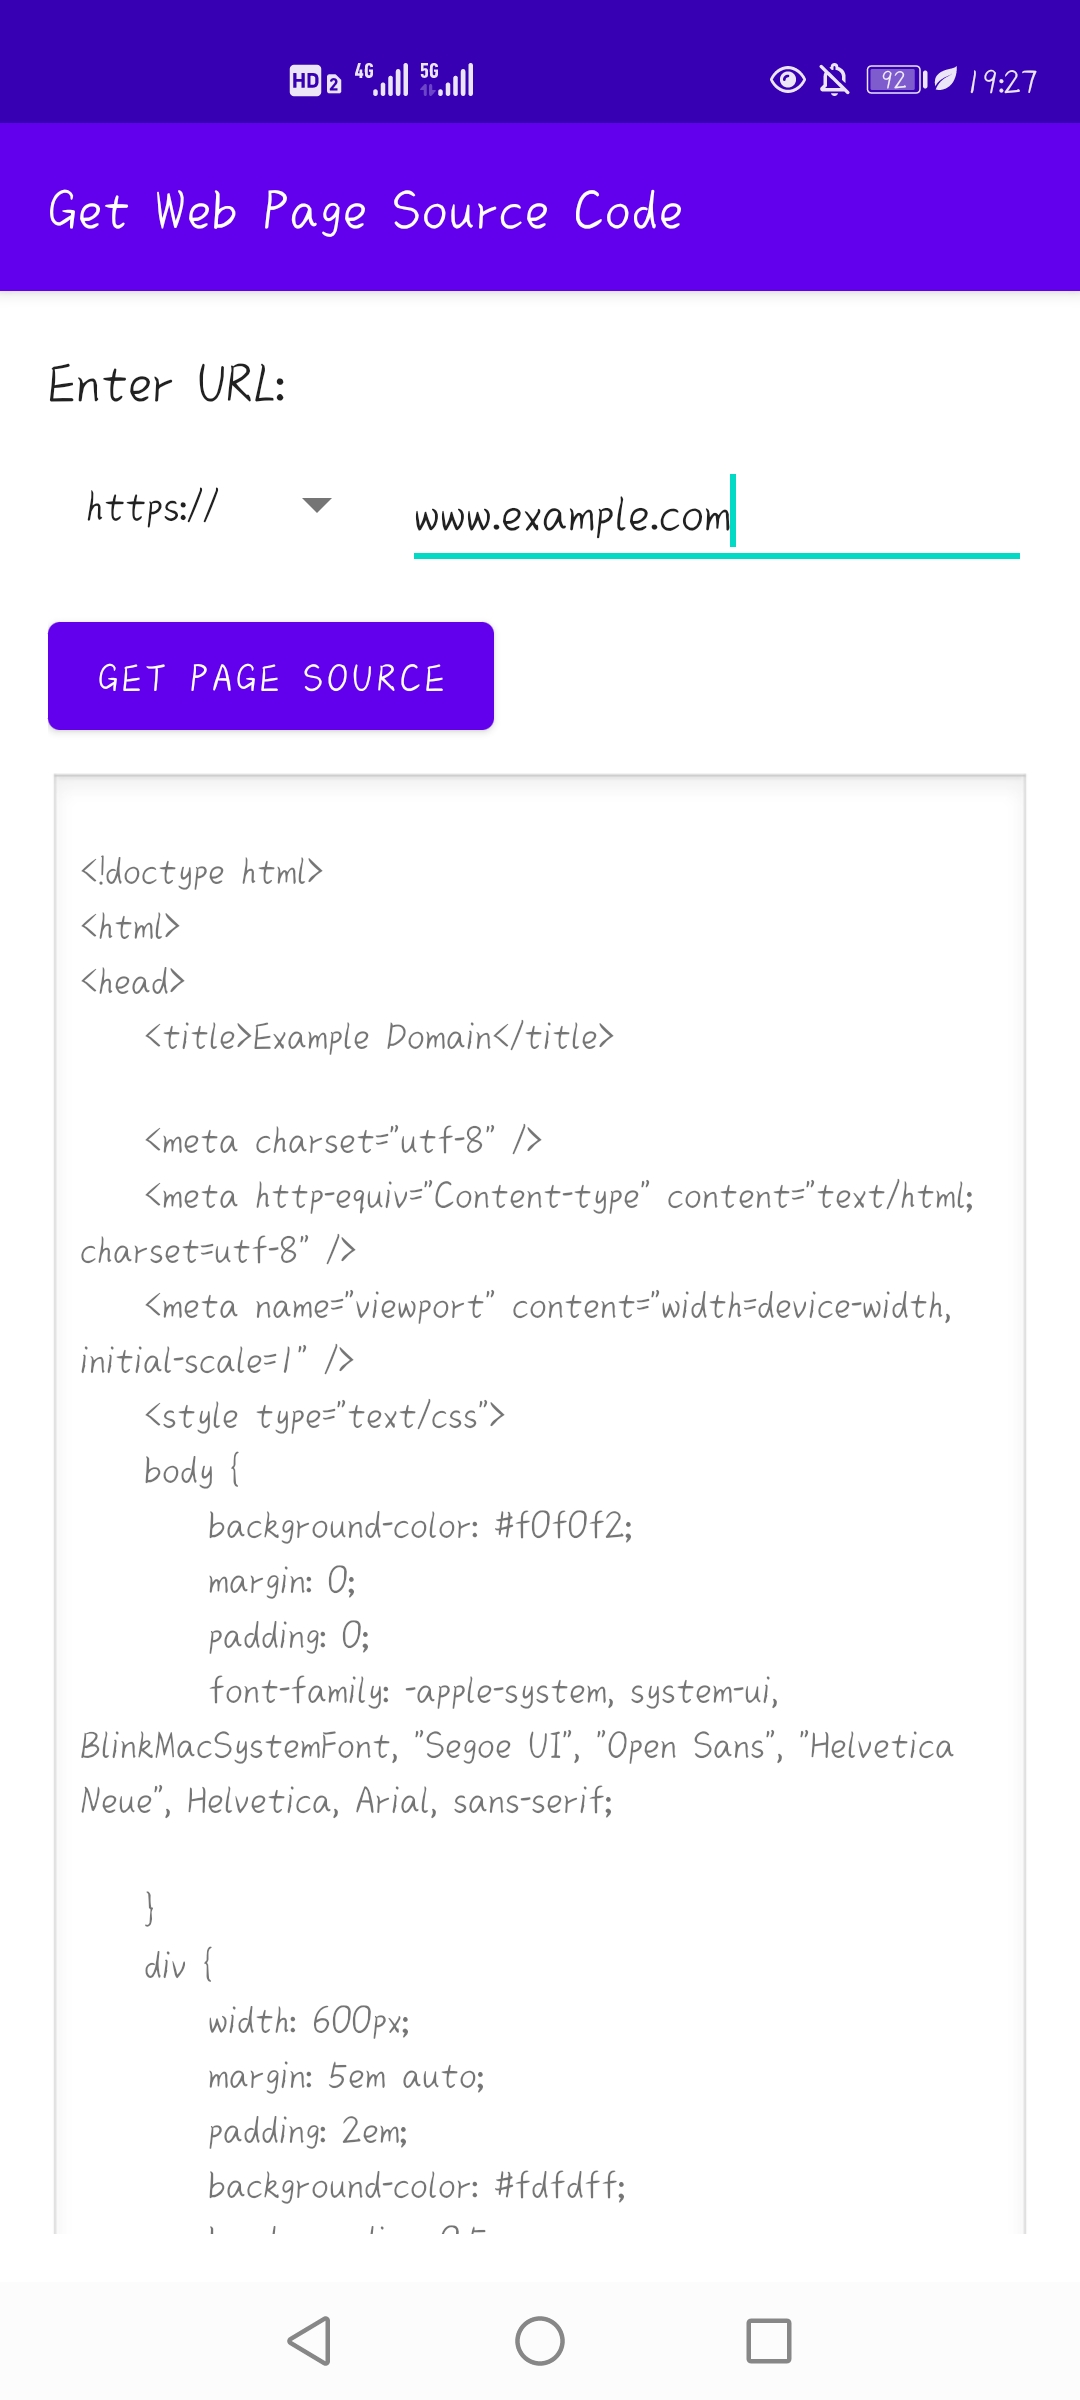 HD 2 4G 5G 92 19:27
Get Web Page Source Code
Enter URL:
https:// www.example.com
GET PAGE SOURCE
<!doctype html>
<html>
<head>
<title>Example Domain</title>
<meta charset="utf-8" />
<meta http-equiv="Content-type" content="text/html;
charset=utf-8" />
<meta name="viewport" content="width=device-width,
initial-scale=1" />
<style type="text/css">
body {
background-color: #f0f0f2;
margin: 0;
padding: 0;
font-family: -apple-system, system-ui,
BlinkMacSystemFont, "Segoe UI", "Open Sans", "Helvetica
Neue", Helvetica, Arial, sans-serif;
}
div {
width: 600px;
margin: 5em auto;
padding: 2em;
background-color: #fdfdff;